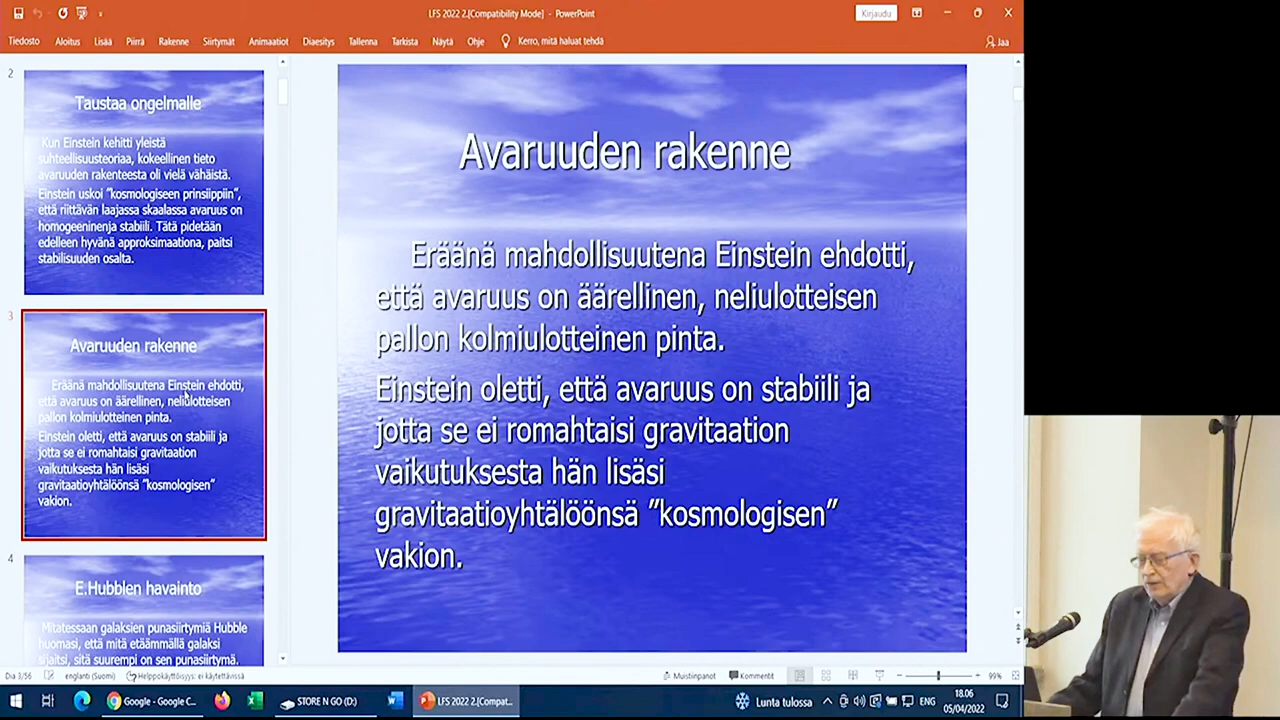 LFS 2022 2.[Compatibility Mode] - PowerPoint
Kirjaudu
Tiedosto Aloitus Lisää Piirrä Rakenne Siirtymät Animaatiot Diaesitys Tallenna Tarkista Näytä Ohje Kerro, mitä haluat tehdä Jaa
2
Taustaa ongelmalle
Kun Einstein kehitti yleistä
suhteellisuusteoriaa, kokeellinen tieto
avaruuden rakenteesta oli vielä vähäistä.
Einstein uskoi ”kosmologiseen prinsiippiin”,
että riittävän laajassa skaalassa avaruus on
homogeeninenja stabiili. Tätä pidetään
edelleen hyvänä approksimaationa, paitsi
stabilisuuden osalta.
3
Avaruuden rakenne
Eräänä mahdollisuutena Einstein ehdotti,
että avaruus on äärellinen, neliulotteisen
pallon kolmiulotteinen pinta.
Einstein oletti, että avaruus on stabiili ja
jotta se ei romahtaisi gravitaation
vaikutuksesta hän lisäsi
gravitaatioyhtälöönsä ”kosmologisen”
vakion.
4
E.Hubblen havainto
Mitatessaan galaksien punasiirtymiä Hubble
huomasi, että mitä etäämmällä galaksi
sijaitsi, sitä suurempi on sen punasiirtymä.
Avaruuden rakenne
Eräänä mahdollisuutena Einstein ehdotti,
että avaruus on äärellinen, neliulotteisen
pallon kolmiulotteinen pinta.
Einstein oletti, että avaruus on stabiili ja
jotta se ei romahtaisi gravitaation
vaikutuksesta hän lisäsi
gravitaatioyhtälöönsä ”kosmologisen”
vakion.
Dia 3/56 englanti (Suomi) Helppokäyttöisyys: ei käytettävissä Muistiinpanot Kommentit 99%
Google - Google C... STORE N GO (D:) LFS 2022 2.[Compat... Lunta tulossa ENG 18.06
05/04/2022